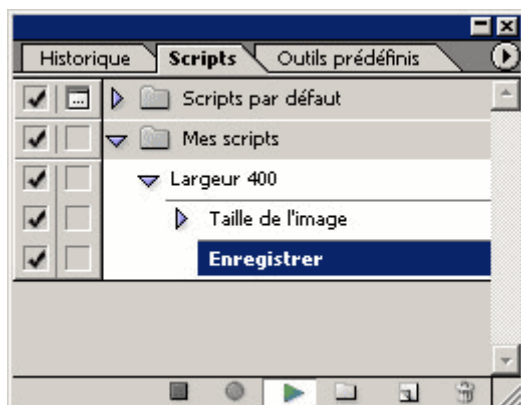 Historique Scripts Outils prédéfinis
Scripts par défaut
Mes scripts
Largeur 400
Taille de l'image
Enregistrer